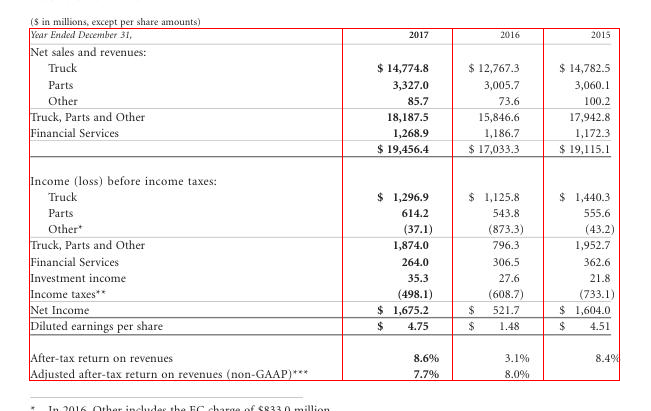 ($ in millions, except per share amounts)
Year Ended December 31, 2017 2016 2015
Net sales and revenues:
Truck $ 14,774.8 $ 12,767.3 $ 14,782.5
Parts 3,327.0 3,005.7 3,060.1
Other 85.7 73.6 100.2
Truck, Parts and Other 18,187.5 15,846.6 17,942.8
Financial Services 1,268.9 1,186.7 1,172.3
$ 19,456.4 $ 17,033.3 $ 19,115.1
Income (loss) before income taxes:
Truck $ 1,296.9 $ 1,125.8 $ 1,440.3
Parts 614.2 543.8 555.6
Other* (37.1) (873.3) (43.2)
Truck, Parts and Other 1,874.0 796.3 1,952.7
Financial Services 264.0 306.5 362.6
Investment income 35.3 27.6 21.8
Income taxes** (498.1) (608.7) (733.1)
Net Income $ 1,675.2 $ 521.7 $ 1,604.0
Diluted earnings per share $ 4.75 $ 1.48 $ 4.51
After-tax return on revenues 8.6% 3.1% 8.4%
Adjusted after-tax return on revenues (non-GAAP)*** 7.7% 8.0%
* In 2016, Other includes the EC charge of $833.0 million